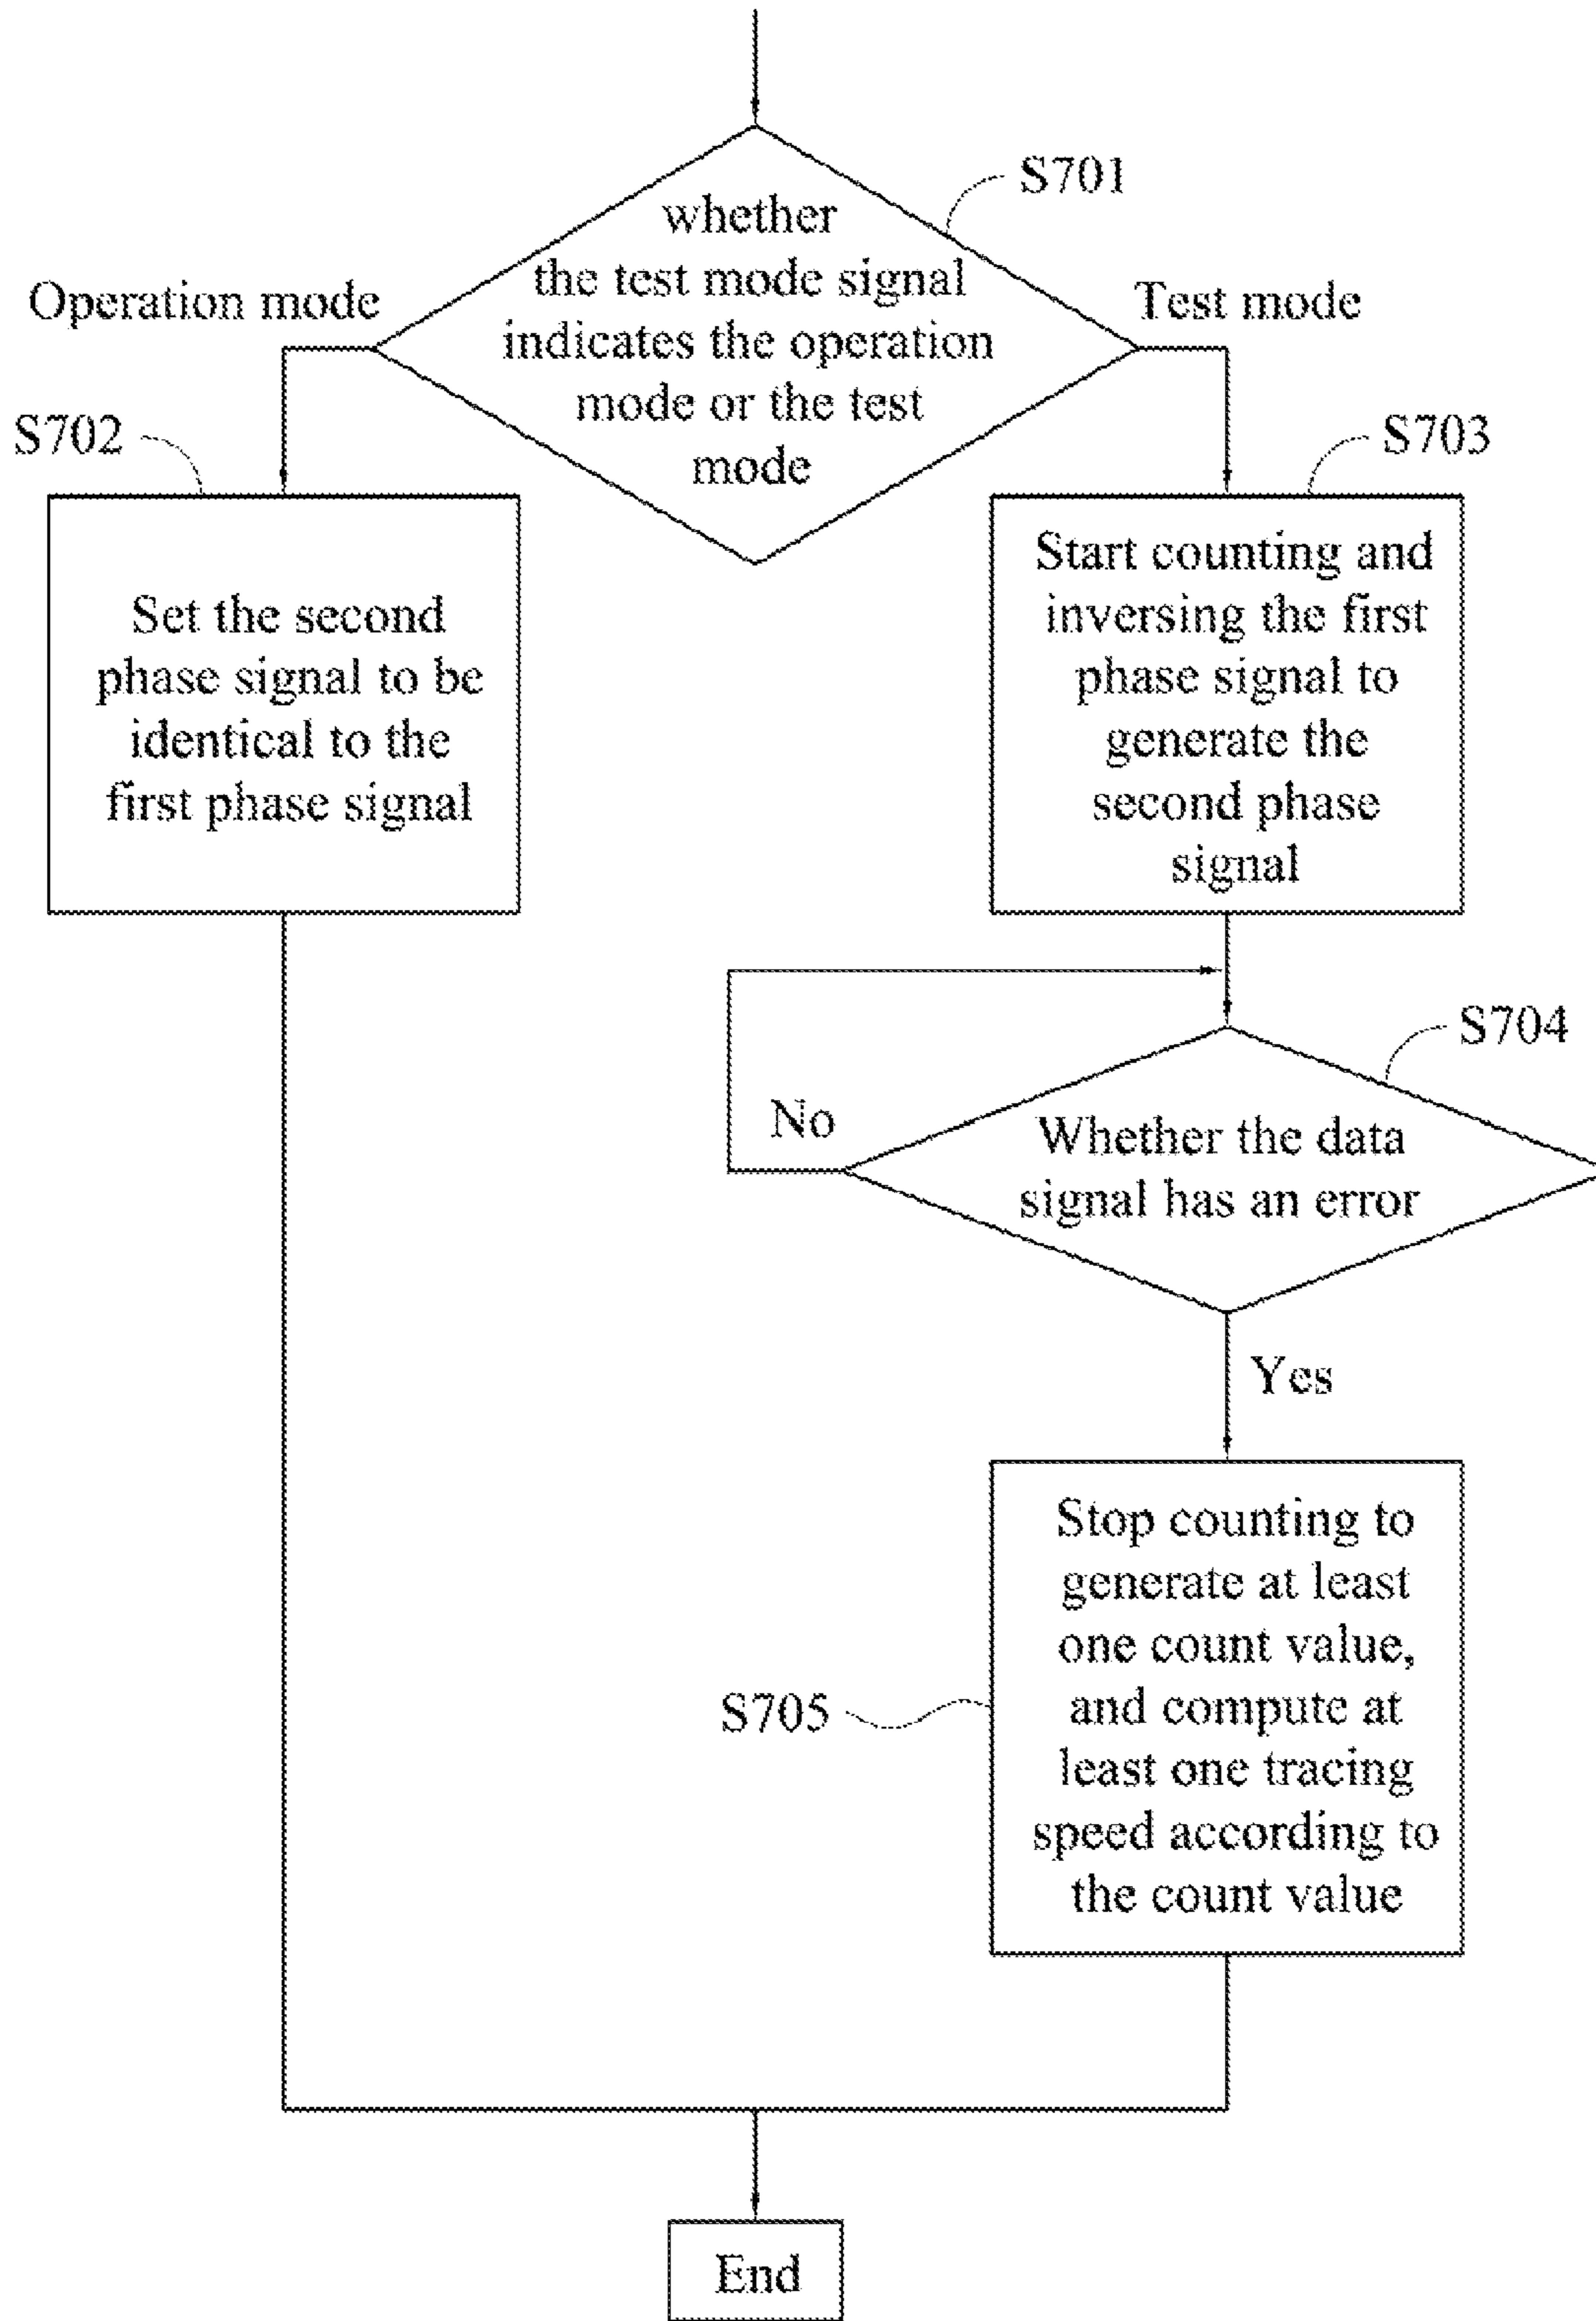 S701
whether
the test mode signal
indicates the operation
mode or the test
mode
Operation mode
Test mode
S702
Set the second
phase signal to be
identical to the
first phase signal
S703
Start counting and
inversing the first
phase signal to
generate the
second phase
signal
S704
No
Whether the data
signal has an error
Yes
S705
Stop counting to
generate at least
one count value,
and compute at
least one tracing
speed according to
the count value
End